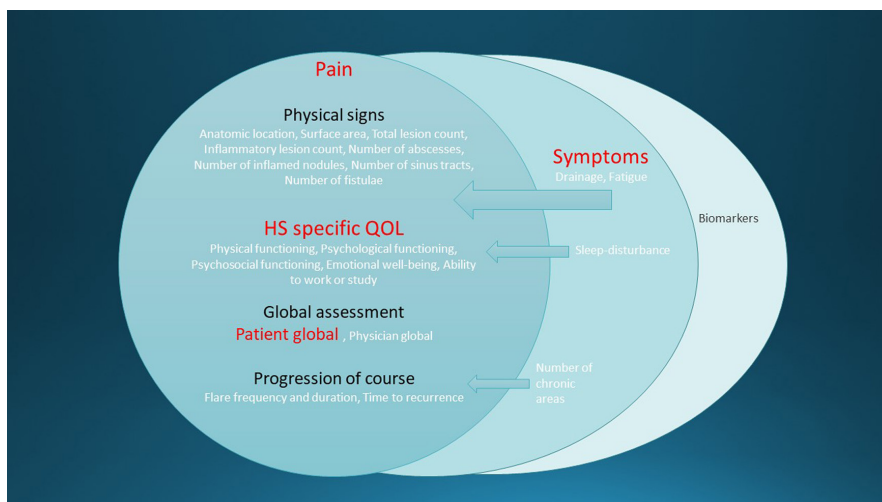 Pain
Physical signs
Anatomic location, Surface area, Total lesion count,
Inflammatory lesion count, Number of abscesses,
Number of inflamed nodules, Number of sinus tracts,
Number of fistulae
HS specific QOL
Physical functioning, Psychological functioning,
Psychosocial functioning, Emotional well-being, Ability
to work or study
Global assessment
Patient global , Physician global
Progression of course
Flare frequency and duration, Time to recurrence
Symptoms
Drainage, Fatigue
Sleep-disturbance
Number of
chronic
areas
Biomarkers